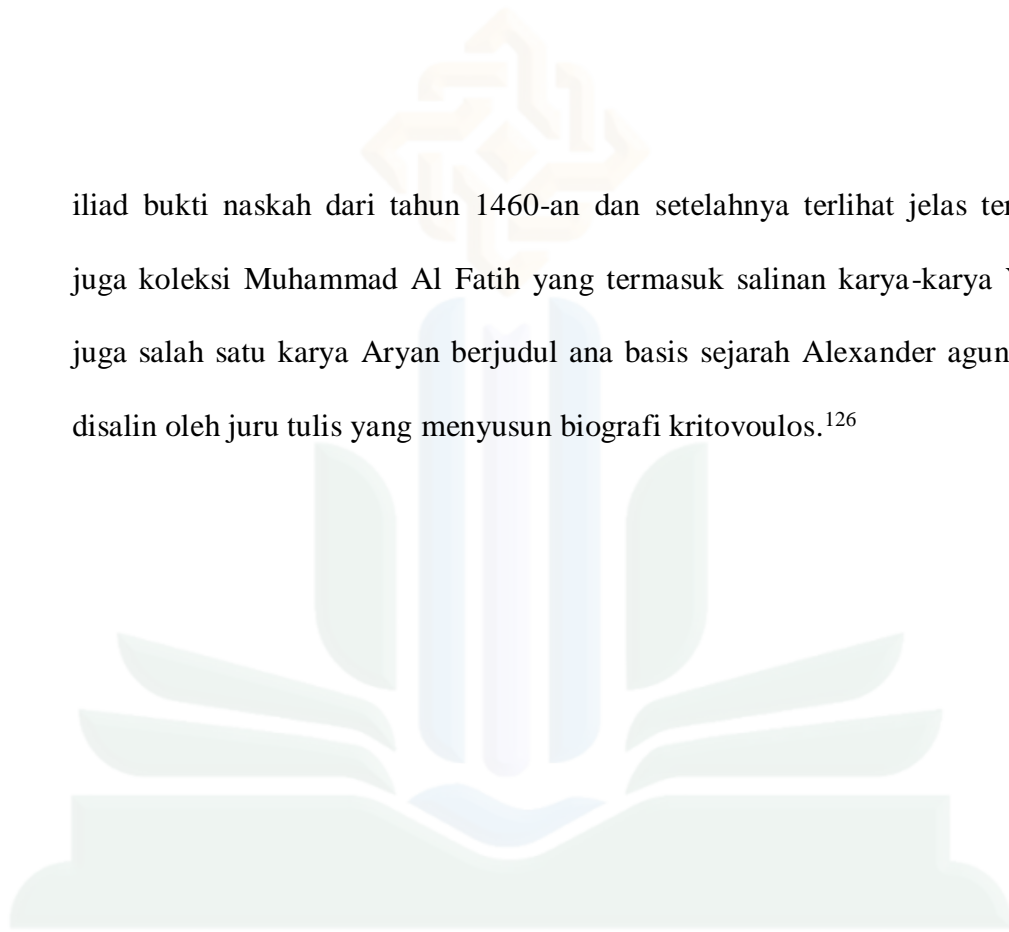 iliad bukti naskah dari tahun 1460-an dan setelahnya terlihat jelas
juga koleksi Muhammad Al Fatih yang termasuk salinan karya-karya
juga salah satu karya Aryan berjudul ana basis sejarah Alexander
disalin oleh juru tulis yang menyusun biografi kritovoulos.126